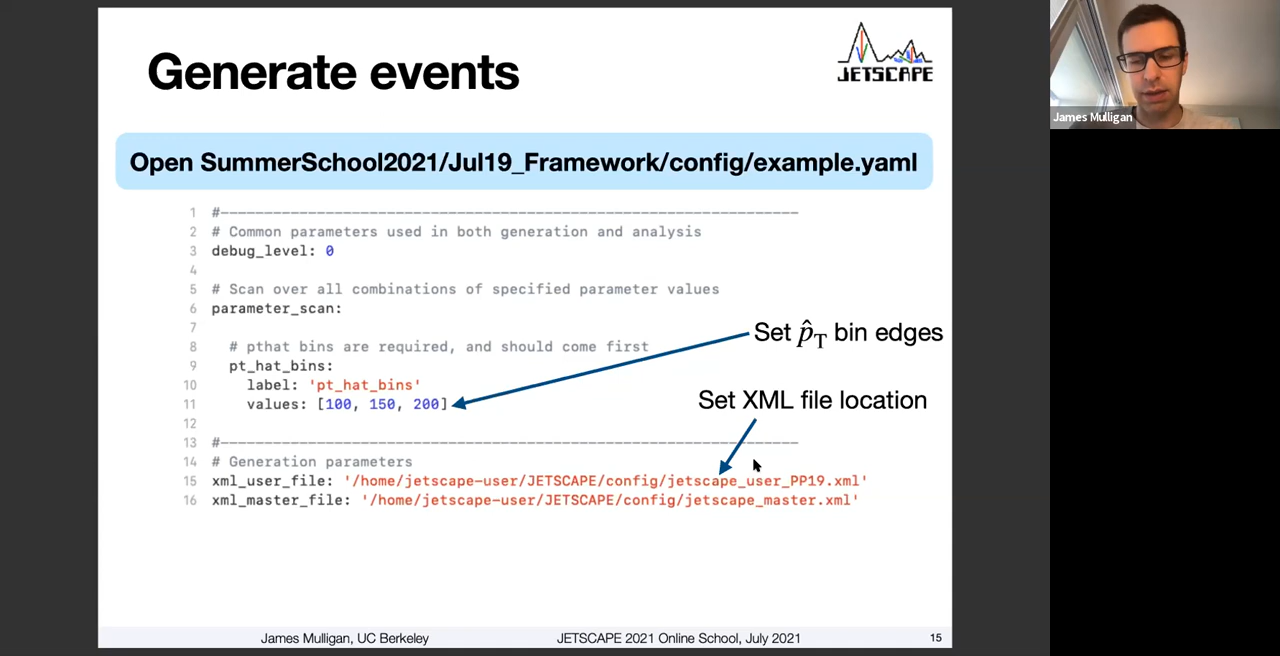 Generate events
JETSCAPE
James Mulligan
Open SummerSchool2021/Jul19_Framework/config/example.yaml
1 #------------------------------------------------------------------
2 # Common parameters used in both generation and analysis
3 debug_level: 0
4
5 # Scan over all combinations of specified parameter values
6 parameter_scan:
7
8 # pthat bins are required, and should come first
9 pt_hat_bins:
10 label: 'pt_hat_bins'
11 values: [100, 150, 200]
12
13 #------------------------------------------------------------------
14 # Generation parameters
15 xml_user_file: '/home/jetscape-user/JETSCAPE/config/jetscape_user_PP19.xml'
16 xml_master_file: '/home/jetscape-user/JETSCAPE/config/jetscape_master.xml'
Set p̂T bin edges
Set XML file location
James Mulligan, UC Berkeley
JETSCAPE 2021 Online School, July 2021
15